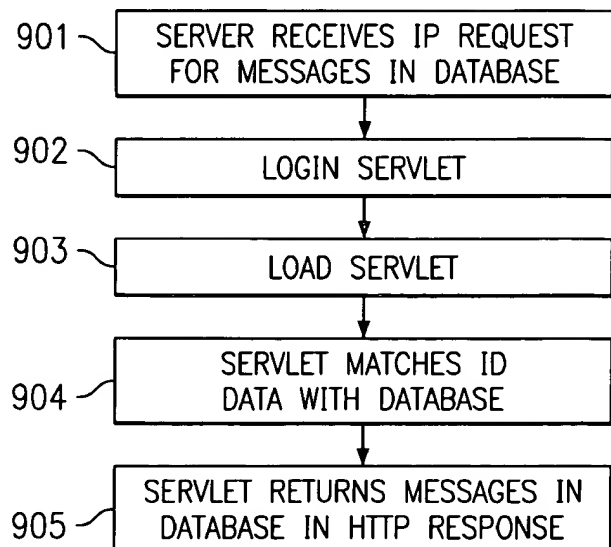 901
SERVER RECEIVES IP REQUEST
FOR MESSAGES IN DATABASE
902
LOGIN SERVLET
903
LOAD SERVLET
904
SERVLET MATCHES ID
DATA WITH DATABASE
905
SERVLET RETURNS MESSAGES IN
DATABASE IN HTTP RESPONSE